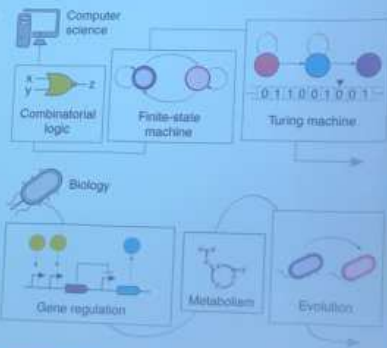 Computer
science
x
y
z
Combinatorial
logic
Finite-state
machine
0 1 1 0 0 1 0 0 1
Turing machine
Biology
Gene regulation
Metabolism
Evolution